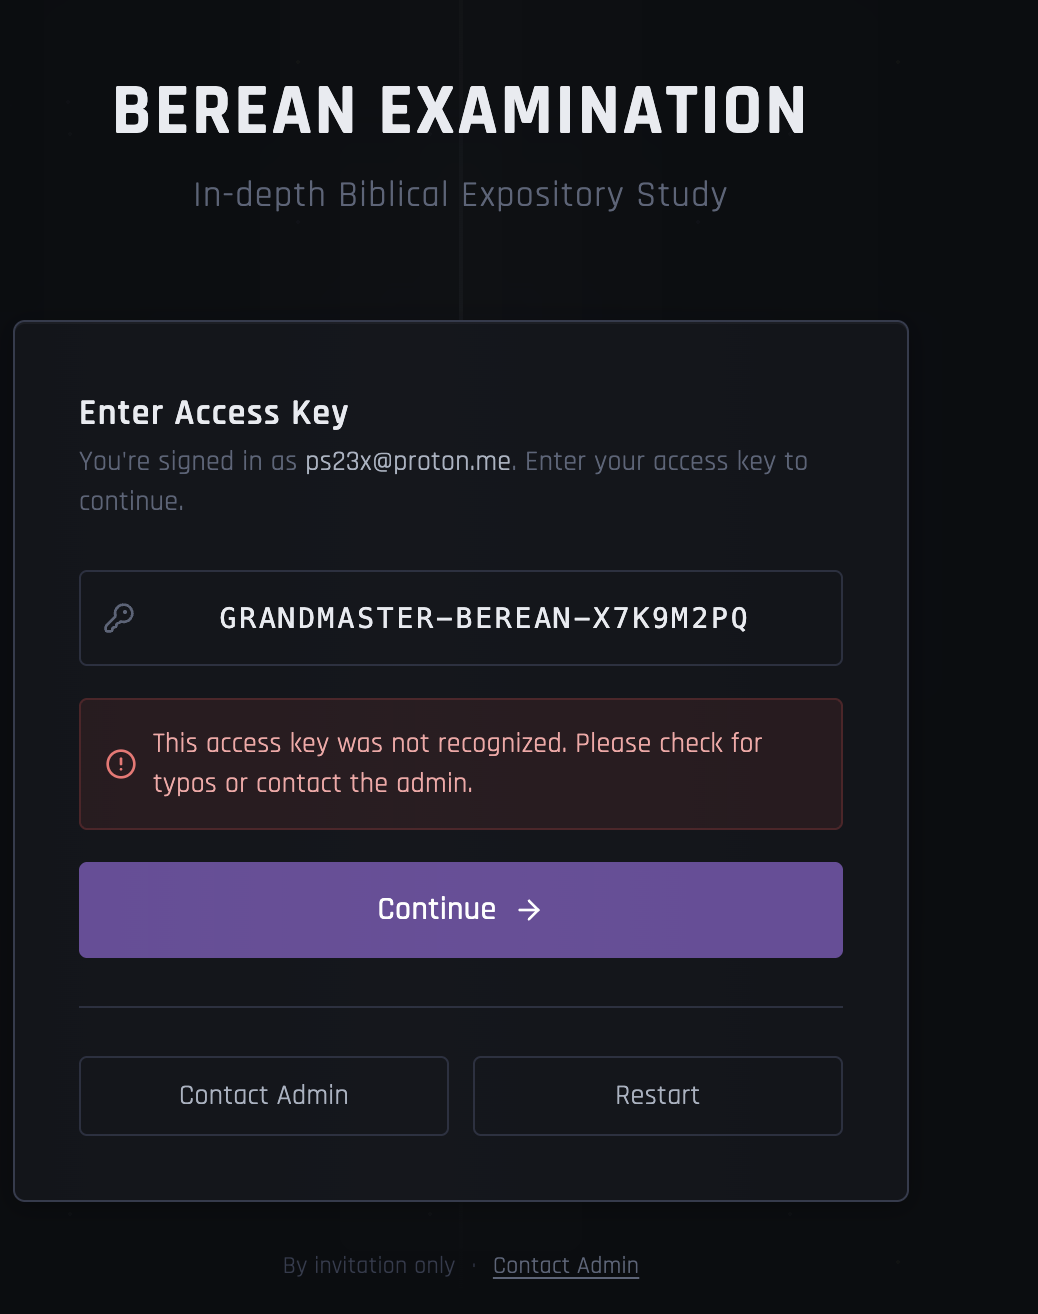 BEREAN EXAMINATION
In-depth Biblical Expository Study
Enter Access Key
You're signed in as ps23x@proton.me. Enter your access key to
continue.
GRANDMASTER-BEREAN-X7K9M2PQ
This access key was not recognized. Please check for
typos or contact the admin.
Continue →
Contact Admin
Restart
By invitation only · Contact Admin